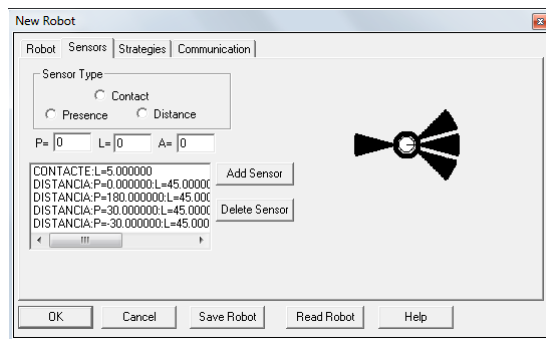 New Robot
Robot Sensors Strategies Communication
Sensor Type
Contact
Presence Distance
P= 0 L= 0 A= 0
CONTACTE:L=5.000000
DISTANCIA:P=0.000000:L=45.0000
DISTANCIA:P=180.000000:L=45.00
DISTANCIA:P=30.000000:L=45.000
DISTANCIA:P=-30.000000:L=45.000
Add Sensor
Delete Sensor
OK Cancel Save Robot Read Robot Help